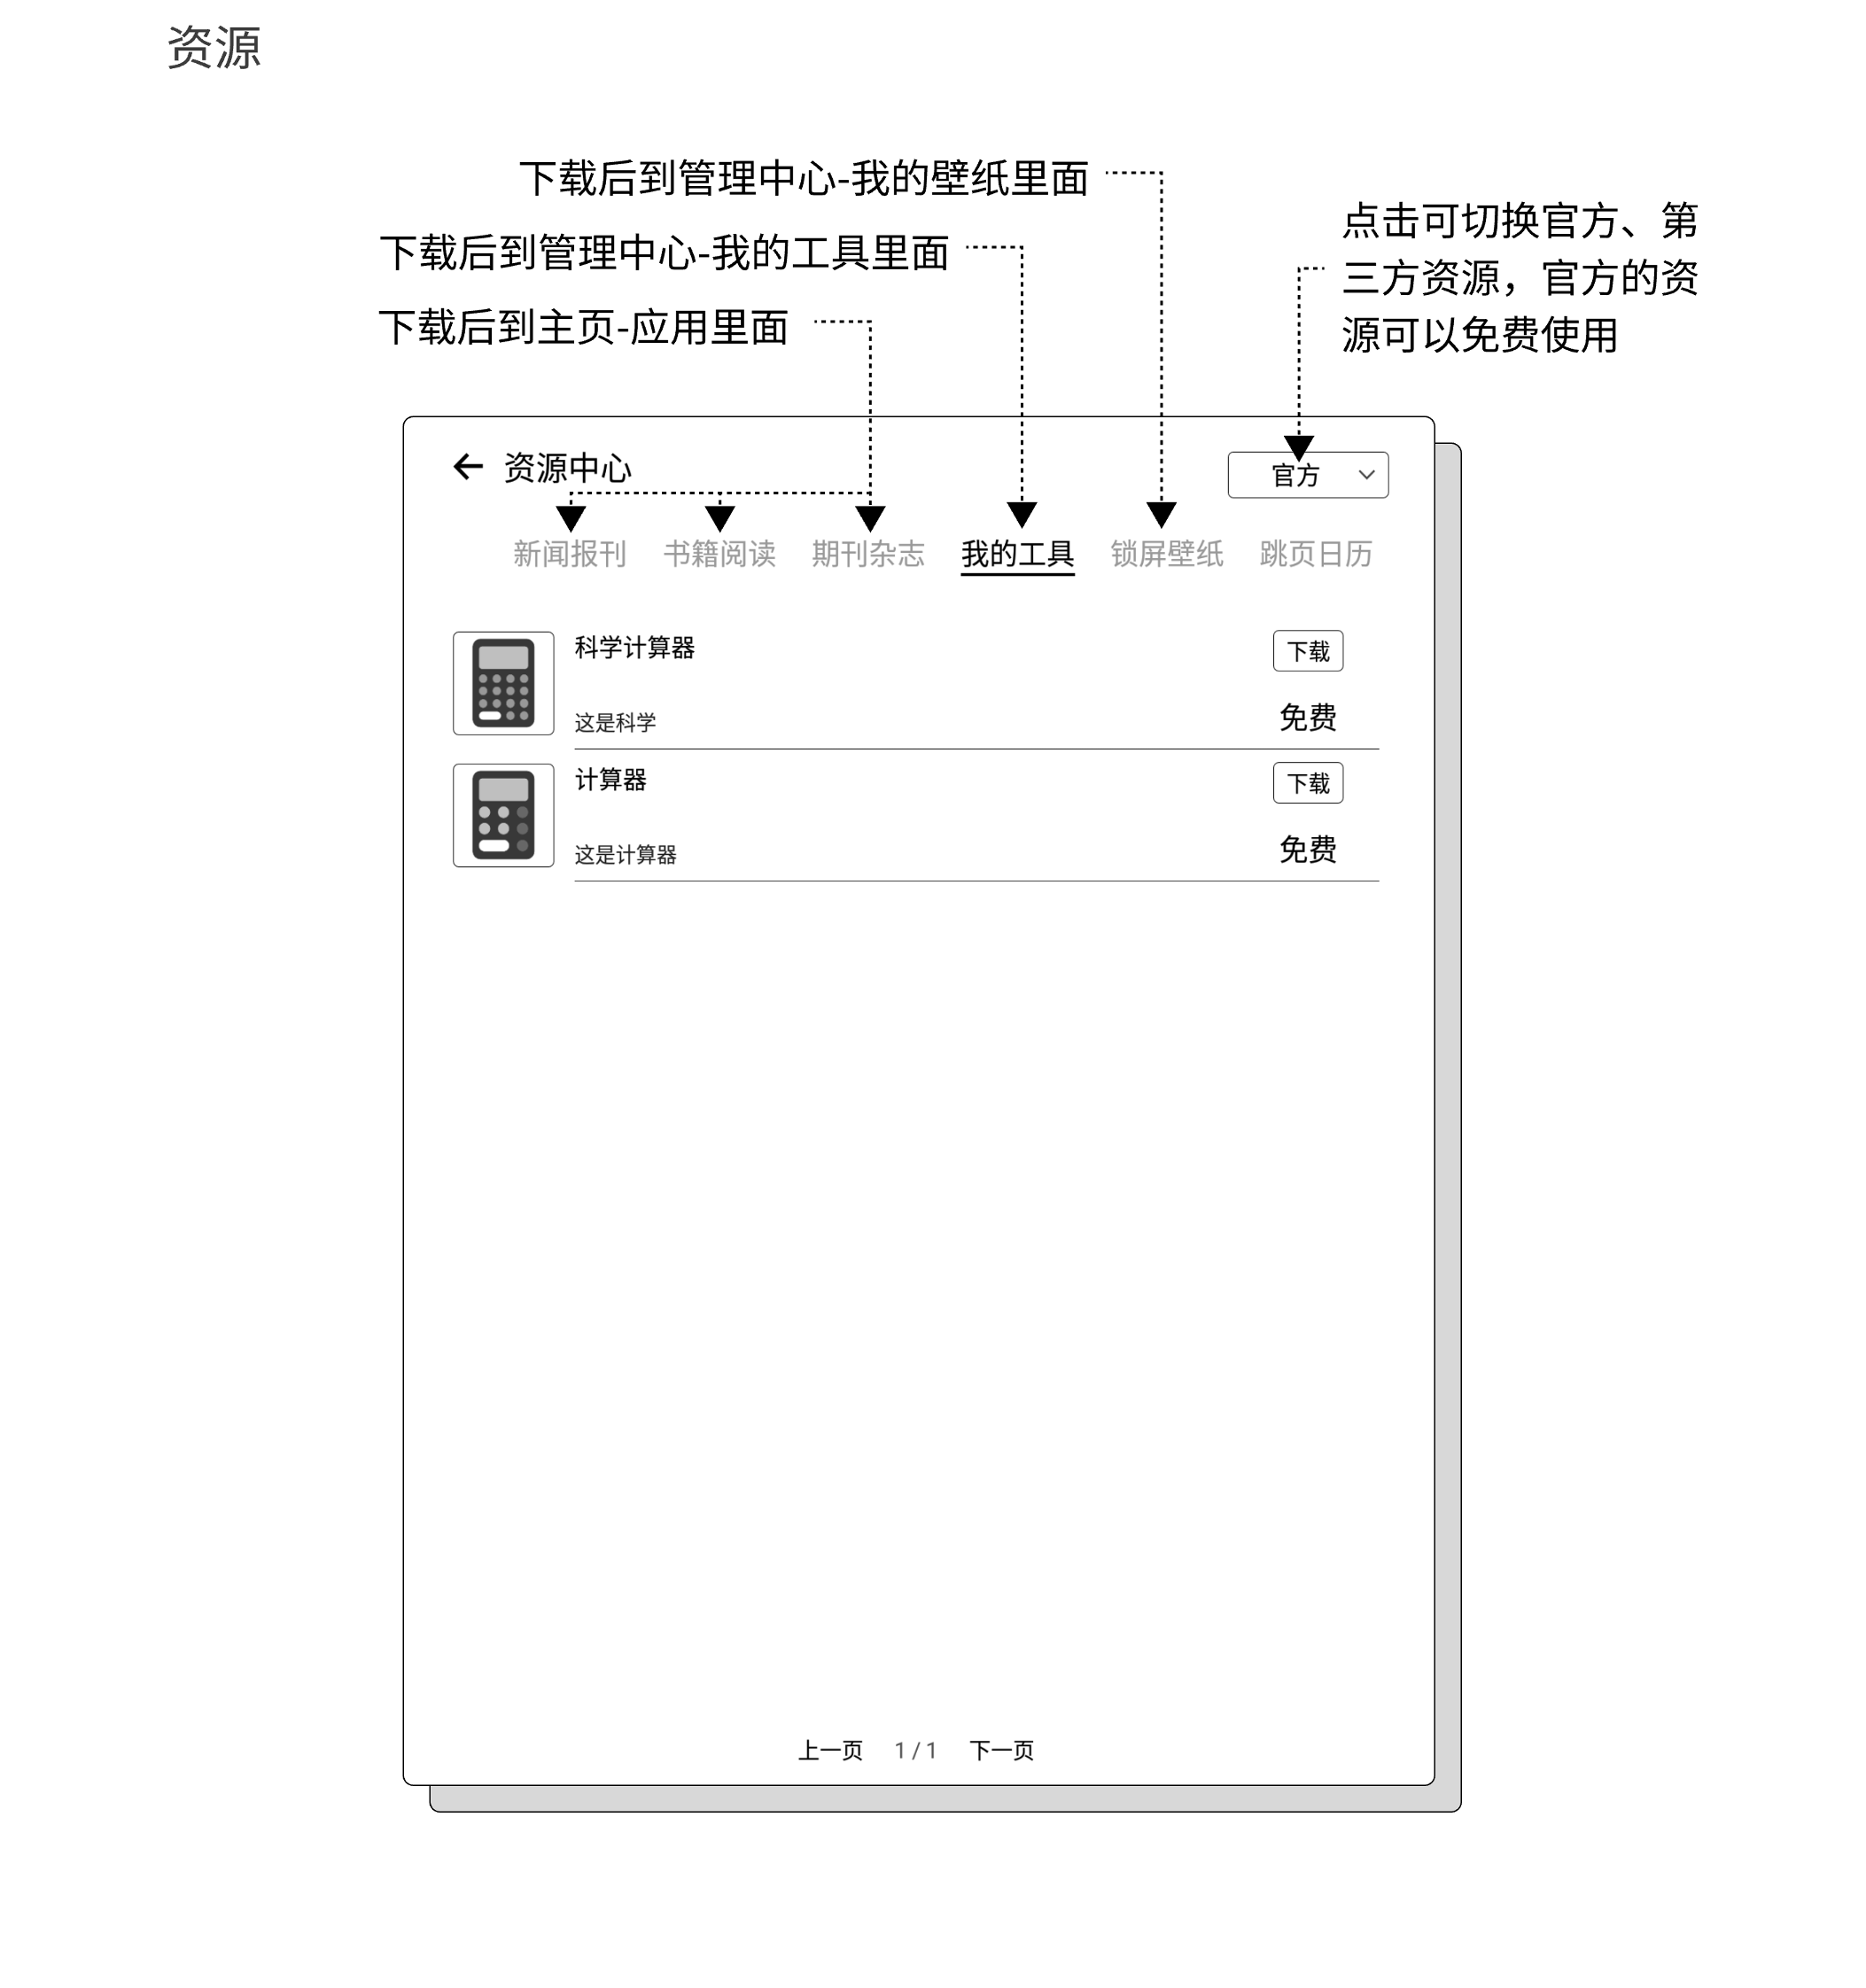 资源
下载后到管理中心-我的壁纸里面
下载后到管理中心-我的工具里面
下载后到主页-应用里面
点击可切换官方、第
三方资源，官方的资
源可以免费使用
资源中心
官方
新闻报刊 书籍阅读 期刊杂志 我的工具 锁屏壁纸 跳页日历
科学计算器
下载
这是科学
免费
计算器
下载
这是计算器
免费
上一页 1 / 1 下一页